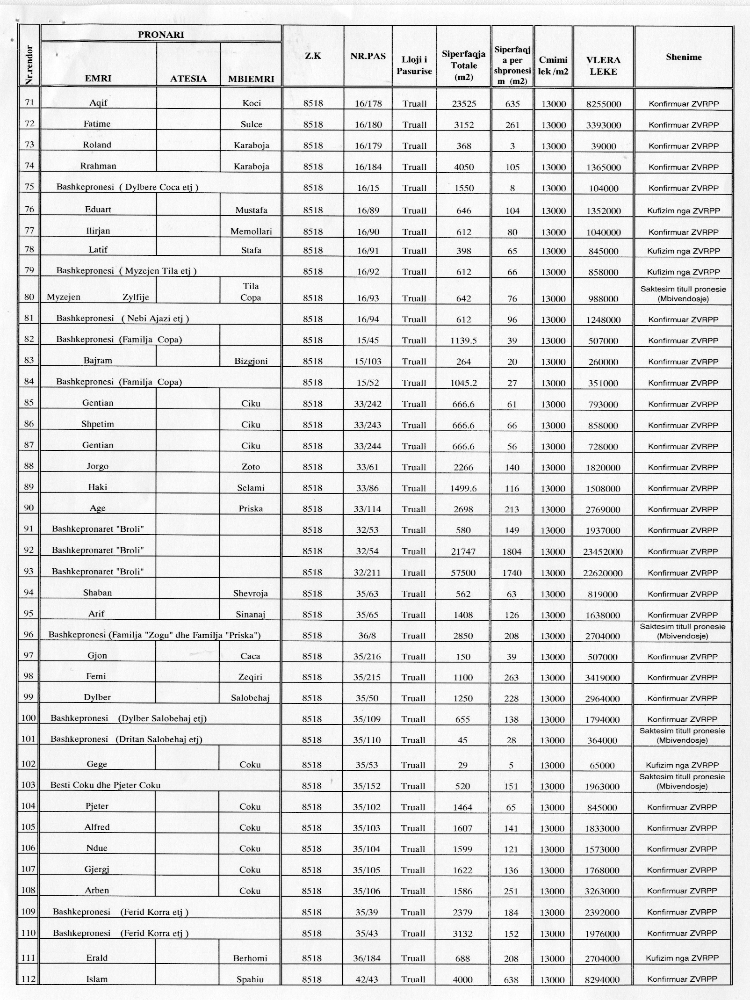 PRONARI
Nr.rendor EMRI ATESIA MBIEMRI Z.K NR.PAS Lloji i Pasurise Siperfaqja Totale (m2) Siperfaqj a per shpronesi m (m2) Cmimi lek /m2 VLERA LEKE Shenime
71 Aqif Koci 8518 16/178 Truall 23525 635 13000 8255000 Konfirmuar ZVRPP
72 Fatime Sulce 8518 16/180 Truall 3152 261 13000 3393000 Konfirmuar ZVRPP
73 Roland Karaboja 8518 16/179 Truall 368 3 13000 39000 Konfirmuar ZVRPP
74 Rrahman Karaboja 8518 16/184 Truall 4050 105 13000 1365000 Konfirmuar ZVRPP
75 Bashkepronesi ( Dylbere Coca etj ) 8518 16/15 Truall 1550 8 13000 104000 Konfirmuar ZVRPP
76 Eduart Mustafa 8518 16/89 Truall 646 104 13000 1352000 Kufizim nga ZVRPP
77 Ilirjan Memollari 8518 16/90 Truall 612 80 13000 1040000 Konfirmuar ZVRPP
78 Latif Stafa 8518 16/91 Truall 398 65 13000 845000 Kufizim nga ZVRPP
79 Bashkepronesi ( Myzejen Tila etj ) 8518 16/92 Truall 612 66 13000 858000 Kufizim nga ZVRPP
80 Myzejen Zylfije Tila Copa 8518 16/93 Truall 642 76 13000 988000 Saktesim titull pronesie (Mbivendosje)
81 Bashkepronesi ( Nebi Ajazi etj ) 8518 16/94 Truall 612 96 13000 1248000 Konfirmuar ZVRPP
82 Bashkepronesi (Familja Copa) 8518 15/45 Truall 1139.5 39 13000 507000 Konfirmuar ZVRPP
83 Bajram Bizgjoni 8518 15/103 Truall 264 20 13000 260000 Konfirmuar ZVRPP
84 Bashkepronesi (Familja Copa) 8518 15/52 Truall 1045.2 27 13000 351000 Konfirmuar ZVRPP
85 Gentian Ciku 8518 33/242 Truall 666.6 61 13000 793000 Konfirmuar ZVRPP
86 Shpetim Ciku 8518 33/243 Truall 666.6 66 13000 858000 Konfirmuar ZVRPP
87 Gentian Ciku 8518 33/244 Truall 666.6 56 13000 728000 Konfirmuar ZVRPP
88 Jorgo Zoto 8518 33/61 Truall 2266 140 13000 1820000 Konfirmuar ZVRPP
89 Haki Selami 8518 33/86 Truall 1499.6 116 13000 1508000 Konfirmuar ZVRPP
90 Age Priska 8518 33/114 Truall 2698 213 13000 2769000 Konfirmuar ZVRPP
91 Bashkepronaret "Broli" 8518 32/53 Truall 580 149 13000 1937000 Konfirmuar ZVRPP
92 Bashkepronaret "Broli" 8518 32/54 Truall 21747 1804 13000 23452000 Konfirmuar ZVRPP
93 Bashkepronaret "Broli" 8518 32/211 Truall 57500 1740 13000 22620000 Konfirmuar ZVRPP
94 Shaban Shevroja 8518 35/63 Truall 562 63 13000 819000 Konfirmuar ZVRPP
95 Arif Sinanaj 8518 35/65 Truall 1408 126 13000 1638000 Konfirmuar ZVRPP
96 Bashkepronesi (Familja "Zogu" dhe Familja "Priska") 8518 36/8 Truall 2850 208 13000 2704000 Saktesim titull pronesie (Mbivendosje)
97 Gjon Caca 8518 35/216 Truall 150 39 13000 507000 Konfirmuar ZVRPP
98 Femi Zeqiri 8518 35/215 Truall 1100 263 13000 3419000 Konfirmuar ZVRPP
99 Dylber Salobehaj 8518 35/50 Truall 1250 228 13000 2964000 Konfirmuar ZVRPP
100 Bashkepronesi (Dylber Salobehaj etj) 8518 35/109 Truall 655 138 13000 1794000 Konfirmuar ZVRPP
101 Bashkepronesi (Dritan Salobehaj etj) 8518 35/110 Truall 45 28 13000 364000 Saktesim titull pronesie (Mbivendosje)
102 Gege Coku 8518 35/53 Truall 29 5 13000 65000 Kufizim nga ZVRPP
103 Besti Coku dhe Pjeter Coku 8518 35/152 Truall 520 151 13000 1963000 Saktesim titull pronesie (Mbivendosje)
104 Pjeter Coku 8518 35/102 Truall 1464 65 13000 845000 Konfirmuar ZVRPP
105 Alfred Coku 8518 35/103 Truall 1607 141 13000 1833000 Konfirmuar ZVRPP
106 Ndue Coku 8518 35/104 Truall 1599 121 13000 1573000 Konfirmuar ZVRPP
107 Gjergj Coku 8518 35/105 Truall 1622 136 13000 1768000 Konfirmuar ZVRPP
108 Arben Coku 8518 35/106 Truall 1586 251 13000 3263000 Konfirmuar ZVRPP
109 Bashkepronesi (Ferid Korra etj ) 8518 35/39 Truall 2379 184 13000 2392000 Konfirmuar ZVRPP
110 Bashkepronesi (Ferid Korra etj ) 8518 35/43 Truall 3132 152 13000 1976000 Konfirmuar ZVRPP
111 Erald Berhomi 8518 36/184 Truall 688 208 13000 2704000 Kufizim nga ZVRPP
112 Islam Spahiu 8518 42/43 Truall 4000 638 13000 8294000 Konfirmuar ZVRPP